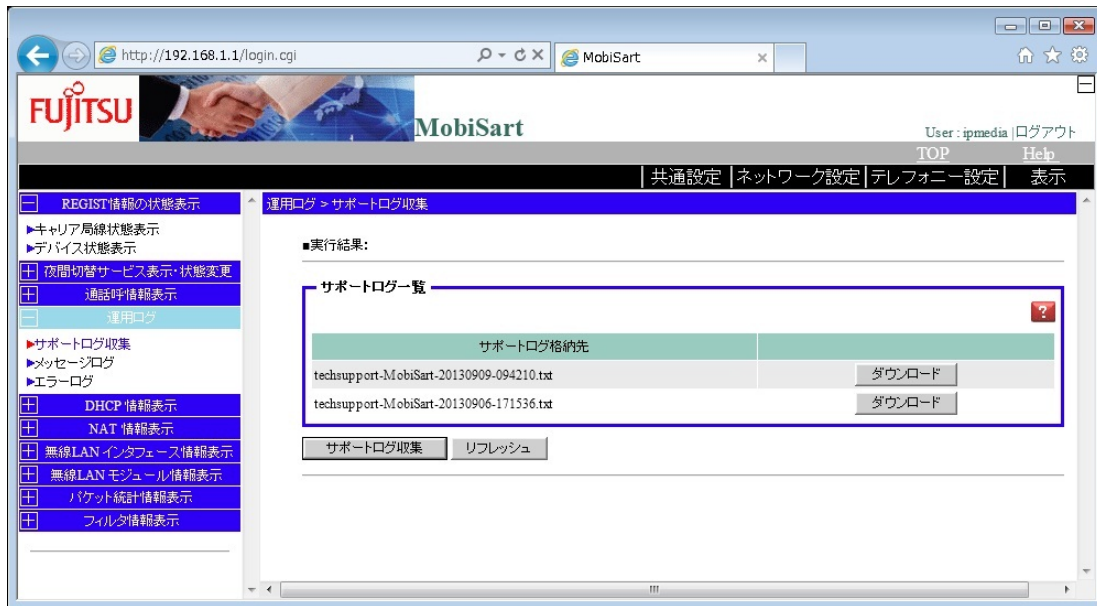 http://192.168.1.1/login.cgi
MobiSart
FUJITSU
MobiSart
User : ipmedia |ログアウト
TOP Help
|共通設定 |ネットワーク設定|テレフォニー設定| 表示
REGIST情報の状態表示
キャリア局線状態表示
デバイス状態表示
夜間切替サービス表示・状態変更
通話呼情報表示
運用ログ
サポートログ収集
メッセージログ
エラーログ
DHCP 情報表示
NAT 情報表示
無線LAN インタフェース情報表示
無線LAN モジュール情報表示
パケット統計情報表示
フィルタ情報表示
運用ログ > サポートログ収集
■実行結果:
サポートログ一覧
?
サポートログ格納先
techsupport-MobiSart-20130909-094210.txt ダウンロード
techsupport-MobiSart-20130906-171536.txt ダウンロード
サポートログ収集 リフレッシュ